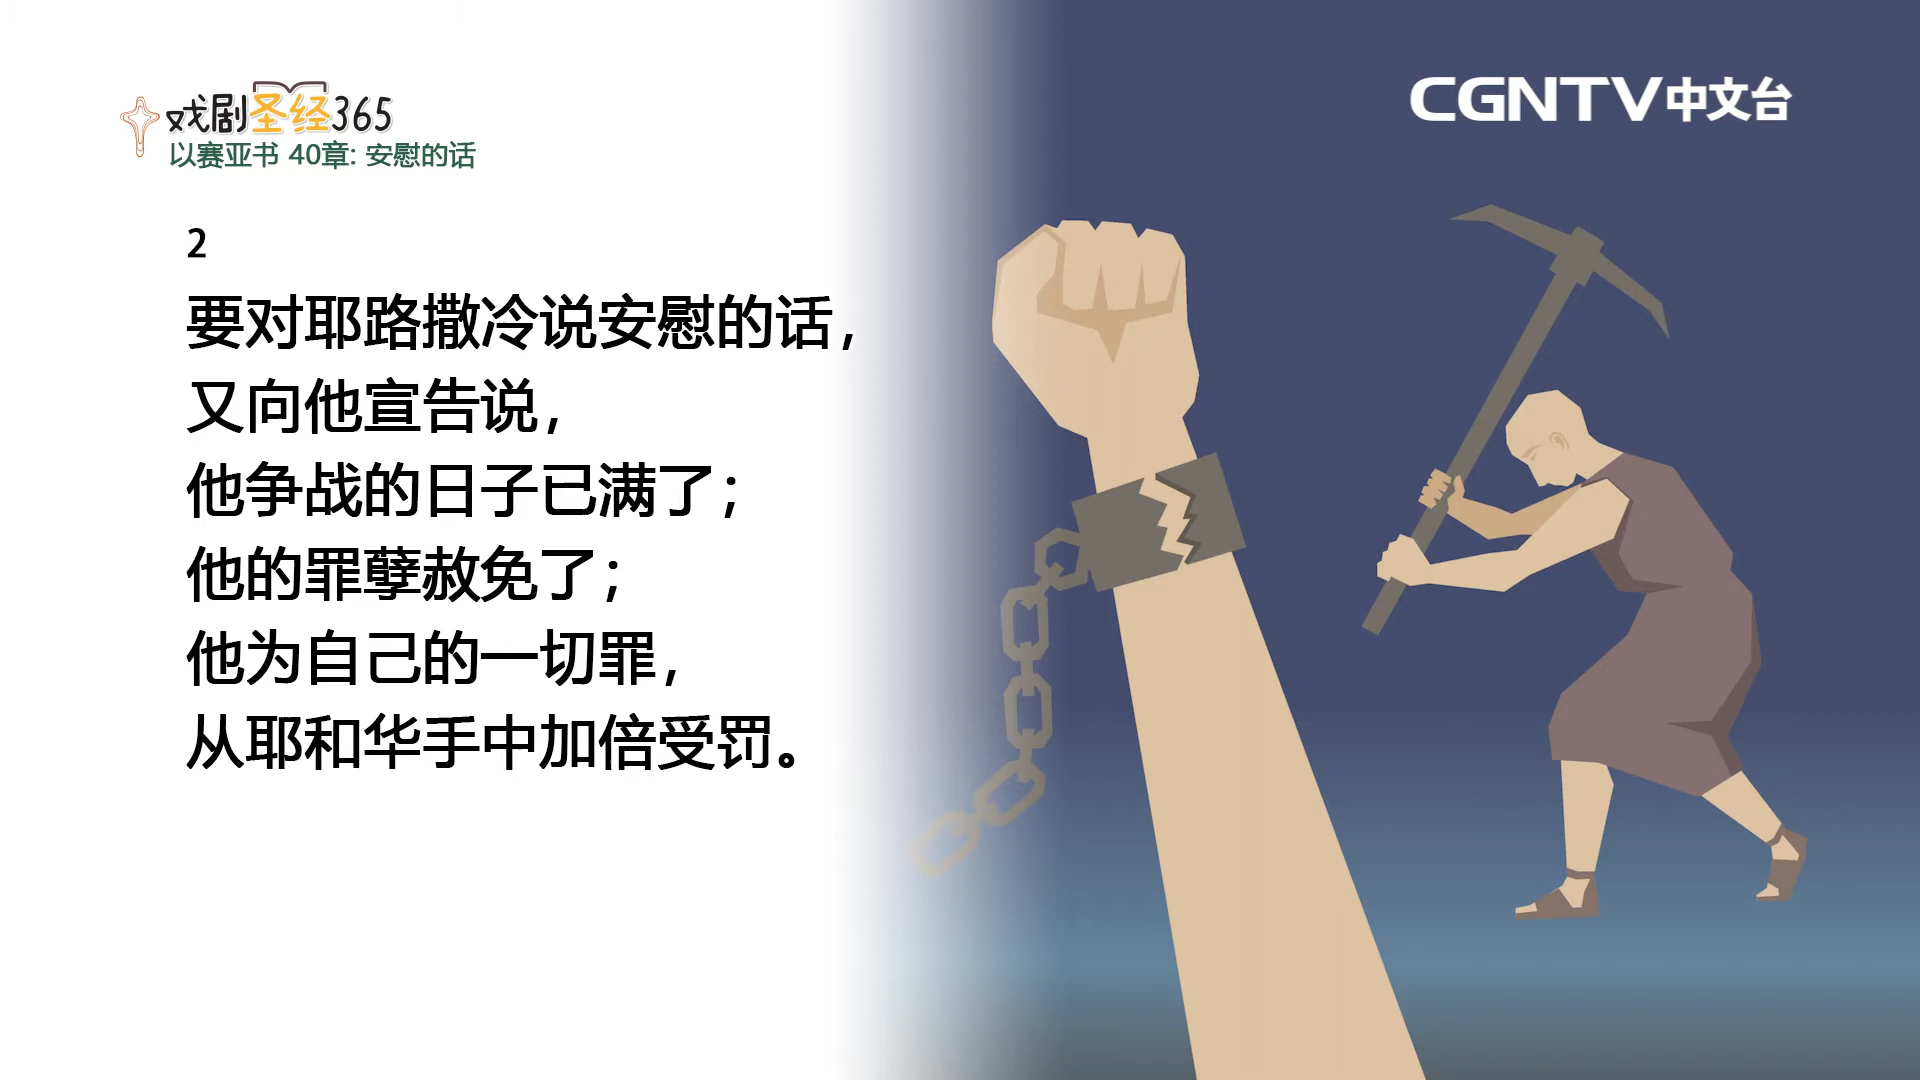 戏剧圣经365
以赛亚书 40章: 安慰的话
CGNTV中文台
2
要对耶路撒冷说安慰的话，
又向他宣告说，
他争战的日子已满了；
他的罪孽赦免了；
他为自己的一切罪，
从耶和华手中加倍受罚。